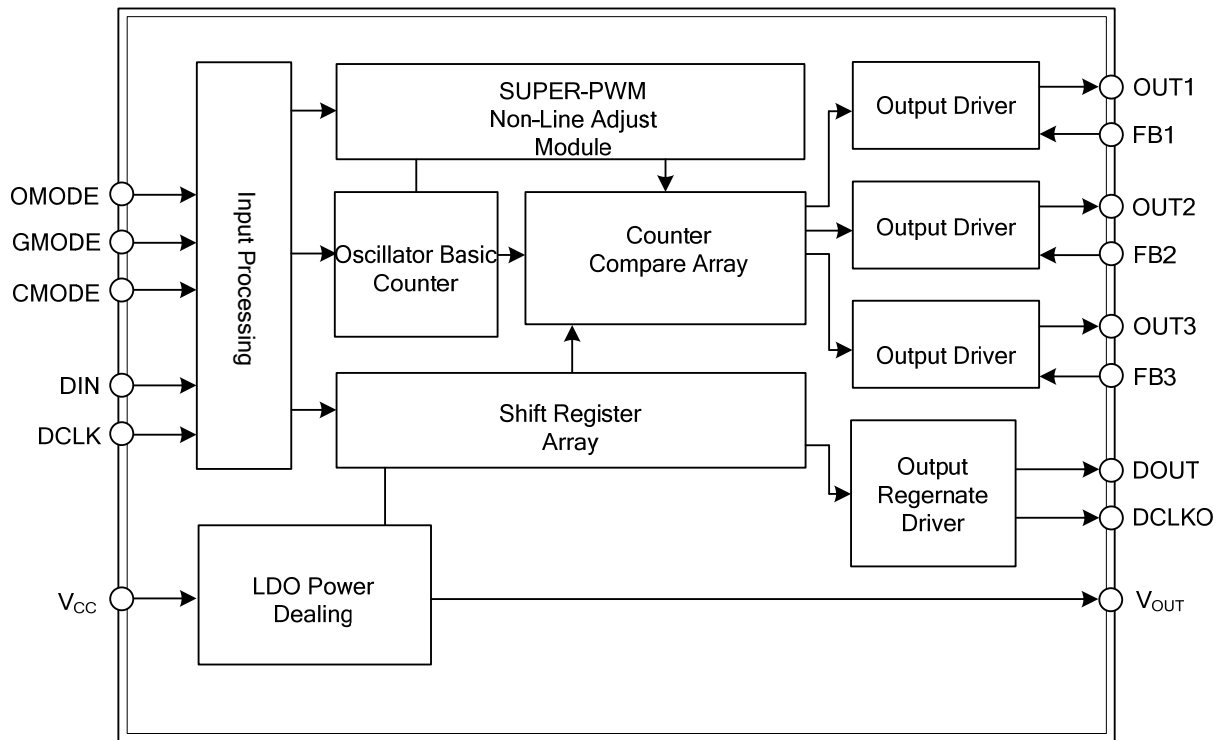 OMODE
GMODE
CMODE
DIN
DCLK
VCC
Input Processing
SUPER-PWM
Non-Line Adjust
Module
Oscillator Basic
Counter
Counter
Compare Array
Shift Register
Array
LDO Power
Dealing
Output Driver
Output Driver
Output Driver
Output
Regernate
Driver
OUT1
FB1
OUT2
FB2
OUT3
FB3
DOUT
DCLKO
VOUT